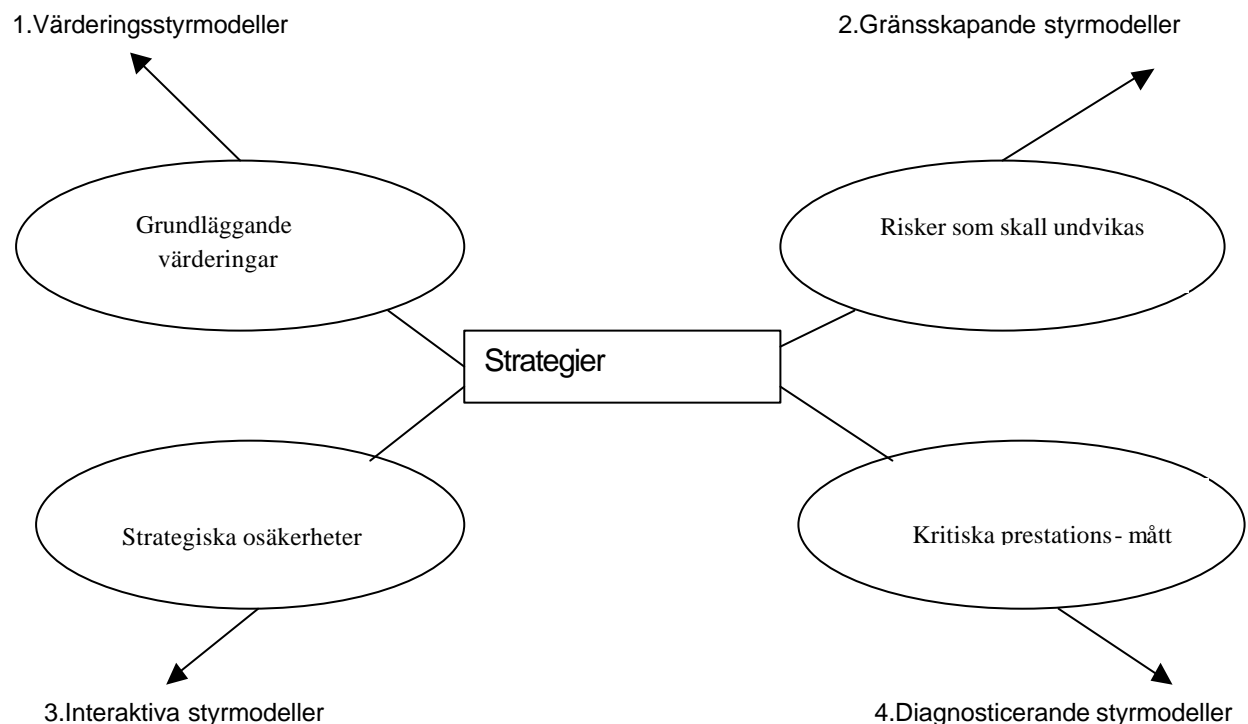 1.Värderingsstyrmodeller
2.Gränsskapande styrmodeller
Grundläggande
värderingar
Risker som skall undvikas
Strategier
Strategiska osäkerheter
Kritiska prestations- mått
3.Interaktiva styrmodeller
4.Diagnosticerande styrmodeller